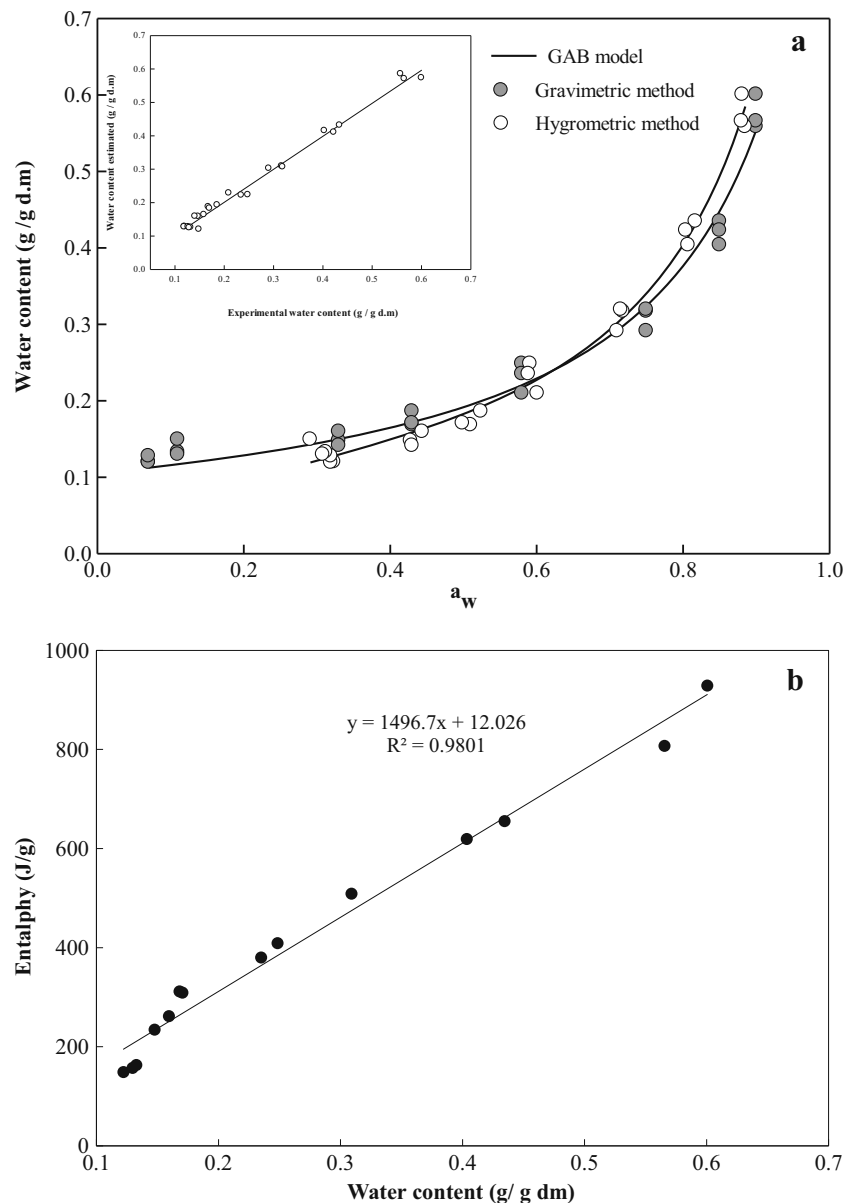 a
GAB model
Gravimetric method
Hygrometric method
0.7
0.6
0.5
0.4
0.3
0.2
0.1
0.0
Water content (g /g d.m)
0.0 0.2 0.4 0.6 0.8 1.0
a_w
0.7
0.6
0.5
0.4
0.3
0.2
0.1
0.0
Water content estimated (g / g d.m)
0.1 0.2 0.3 0.4 0.5 0.6 0.7
Experimental water content (g / g d.m)
b
y = 1496.7x + 12.026
R² = 0.9801
1000
800
600
400
200
0
Entalphy (J/g)
0.1 0.2 0.3 0.4 0.5 0.6 0.7
Water content (g/ g dm)